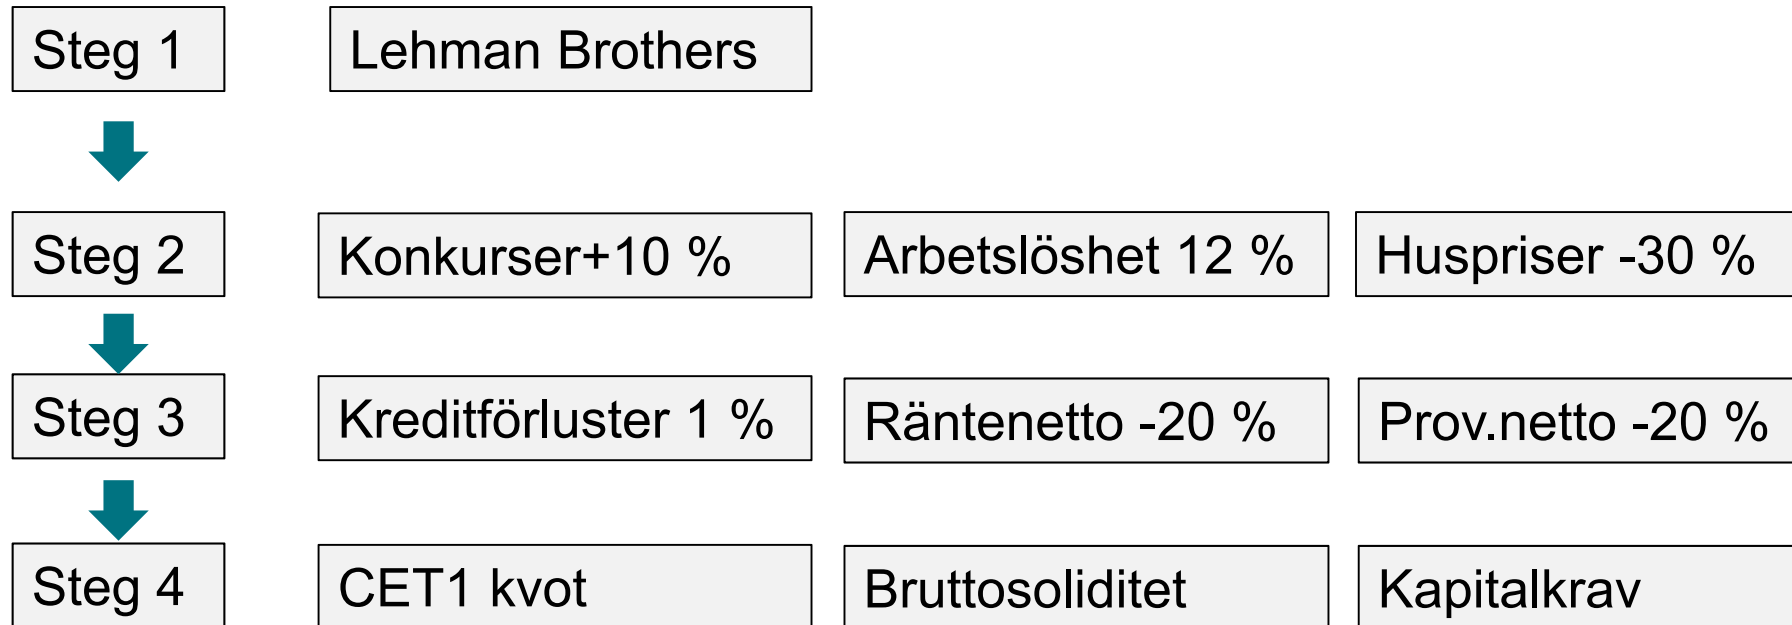 Steg 1
Lehman Brothers
Steg 2
Konkurser+10 %
Arbetslöshet 12 %
Huspriser -30 %
Steg 3
Kreditförluster 1 %
Räntenetto -20 %
Prov.netto -20 %
Steg 4
CET1 kvot
Bruttosoliditet
Kapitalkrav